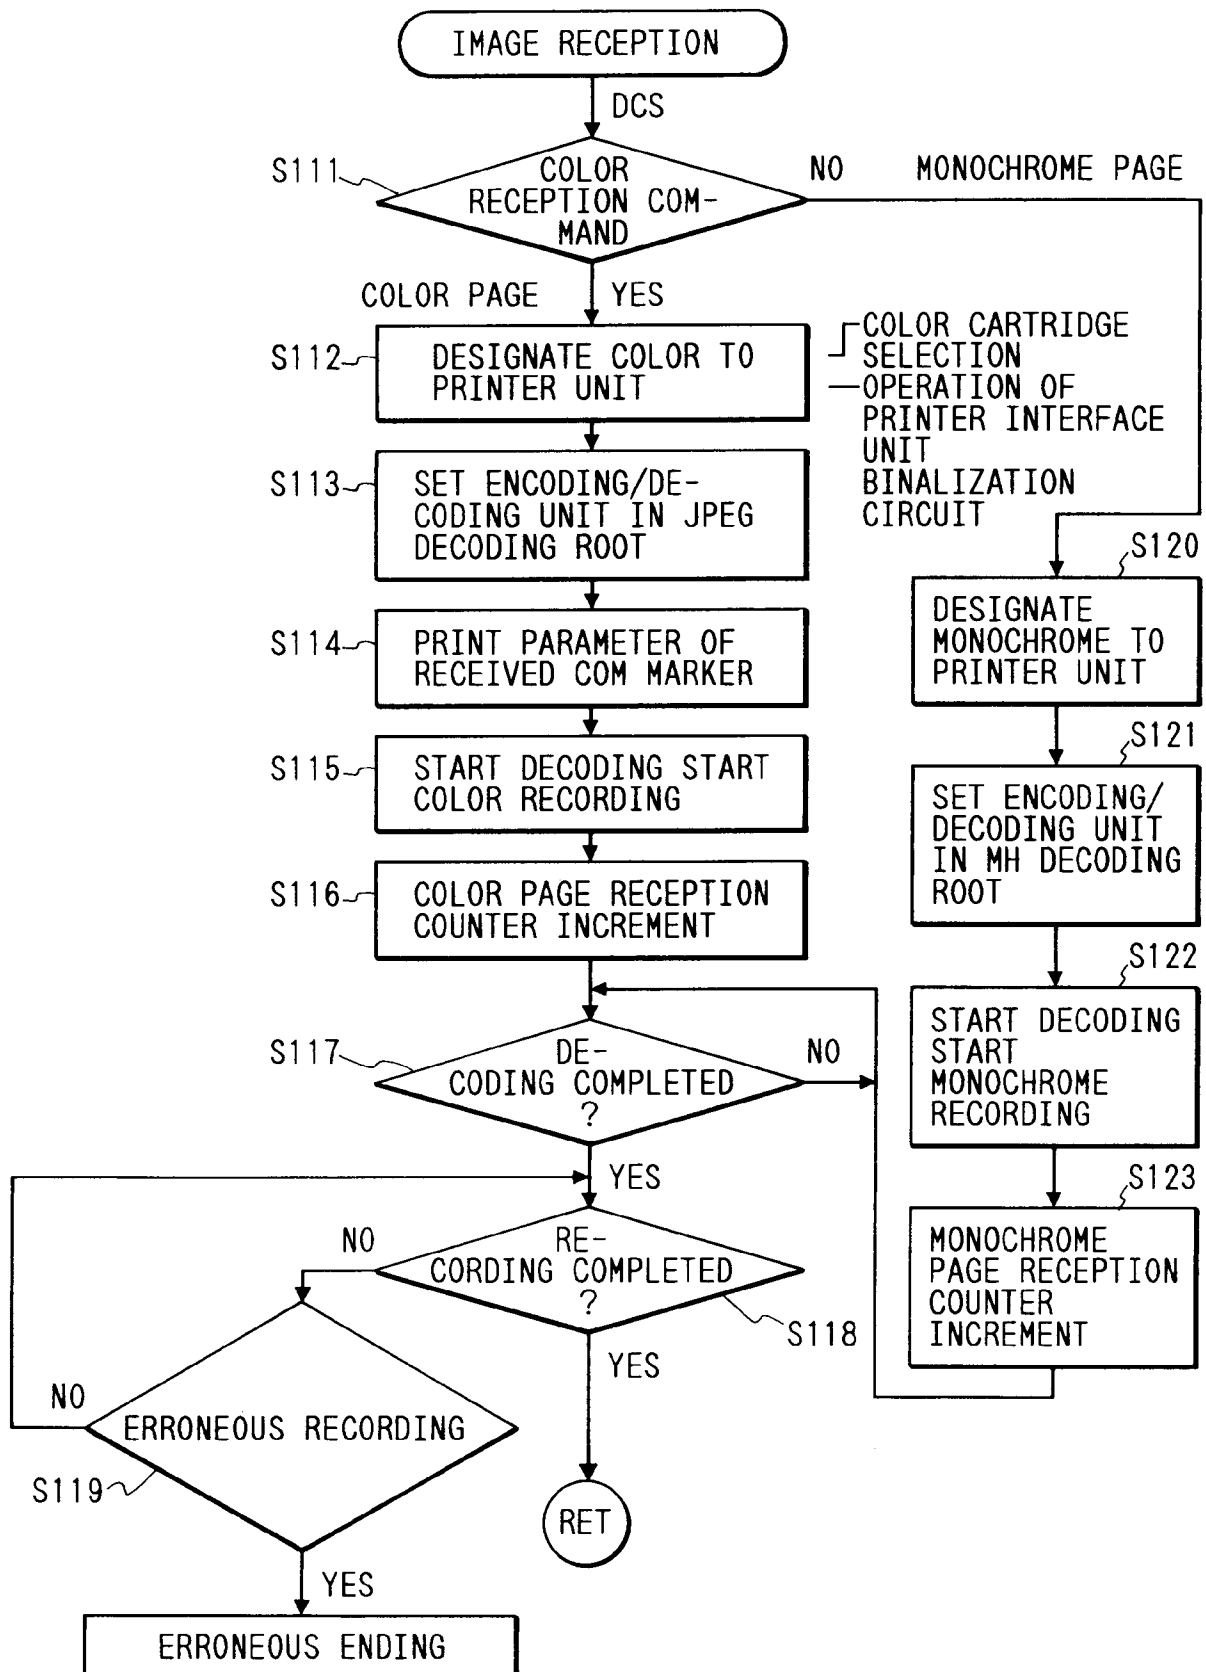 IMAGE RECEPTION
DCS
S111
COLOR
RECEPTION COM-
MAND
NO
MONOCHROME PAGE
COLOR PAGE
YES
S112
DESIGNATE COLOR TO
PRINTER UNIT
COLOR CARTRIDGE
SELECTION
OPERATION OF
PRINTER INTERFACE
UNIT
BINALIZATION
CIRCUIT
S113
SET ENCODING/DE-
CODING UNIT IN JPEG
DECODING ROOT
S114
PRINT PARAMETER OF
RECEIVED COM MARKER
S115
START DECODING START
COLOR RECORDING
S116
COLOR PAGE RECEPTION
COUNTER INCREMENT
S117
DE-
CODING COMPLETED
?
NO
YES
RE-
CORDING COMPLETED
?
NO
S118
YES
ERRONEOUS RECORDING
NO
S119
RET
YES
ERRONEOUS ENDING
S120
DESIGNATE
MONOCHROME TO
PRINTER UNIT
S121
SET ENCODING/
DECODING UNIT
IN MH DECODING
ROOT
S122
START DECODING
START
MONOCHROME
RECORDING
S123
MONOCHROME
PAGE RECEPTION
COUNTER
INCREMENT